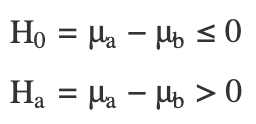 H₀ = μₐ − μ_b ≤ 0
Hₐ = μₐ − μ_b > 0